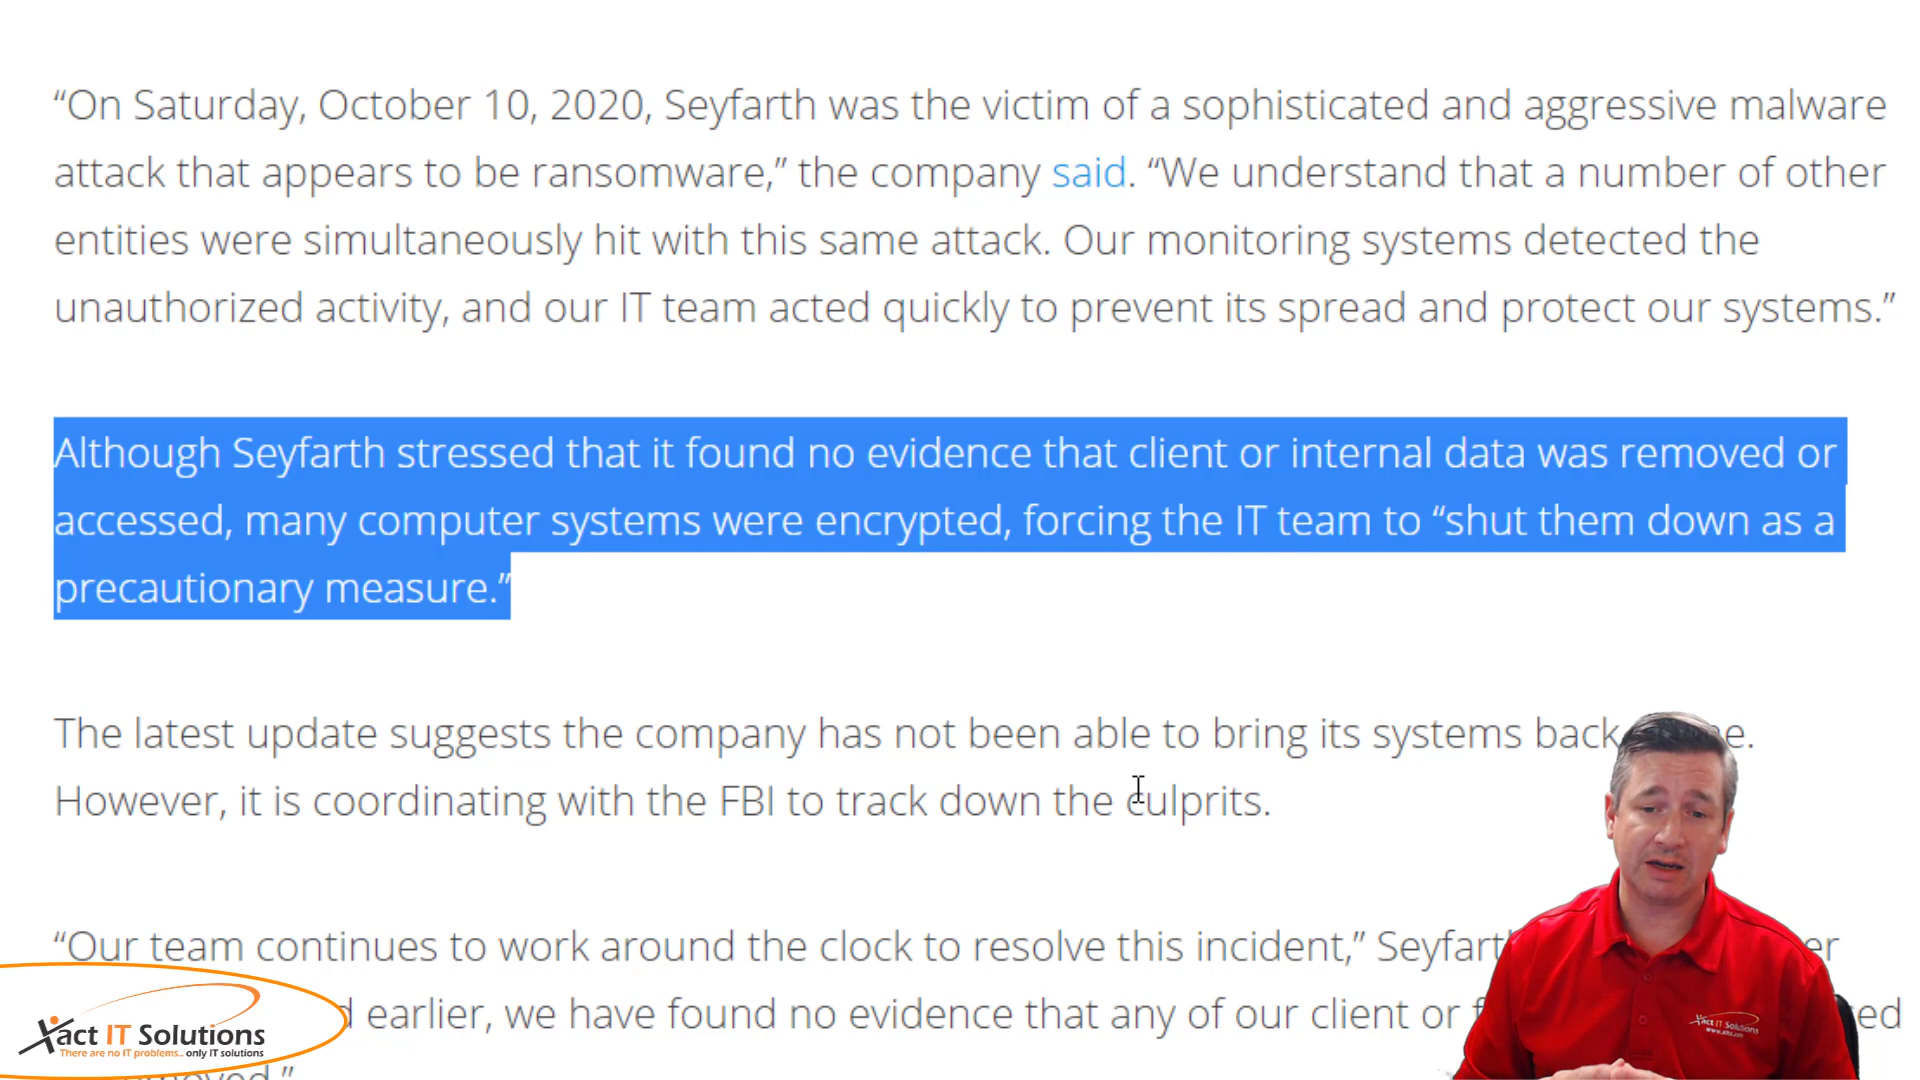 “On Saturday, October 10, 2020, Seyfarth was the victim of a sophisticated and aggressive malware
attack that appears to be ransomware,” the company said. “We understand that a number of other
entities were simultaneously hit with this same attack. Our monitoring systems detected the
unauthorized activity, and our IT team acted quickly to prevent its spread and protect our systems.”
Although Seyfarth stressed that it found no evidence that client or internal data was removed or
accessed, many computer systems were encrypted, forcing the IT team to “shut them down as a
precautionary measure.”
The latest update suggests the company has not been able to bring its systems back
However, it is coordinating with the FBI to track down the culprits.
“Our team continues to work around the clock to resolve this incident,”
earlier, we have found no evidence that any of our client or
Xact IT Solutions
There are no IT problems.. only IT solutions
Xact IT Solutions